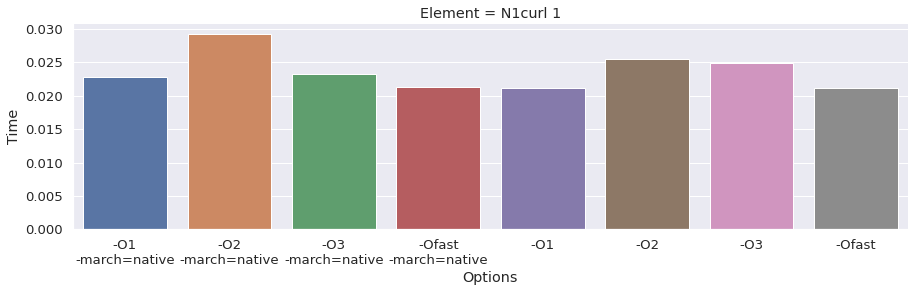 Element = N1curl 1
Time
0.030
0.025
0.020
0.015
0.010
0.005
0.000
-O1
-march=native
-O2
-march=native
-O3
-march=native
-Ofast
-march=native
-O1
-O2
-O3
-Ofast
Options